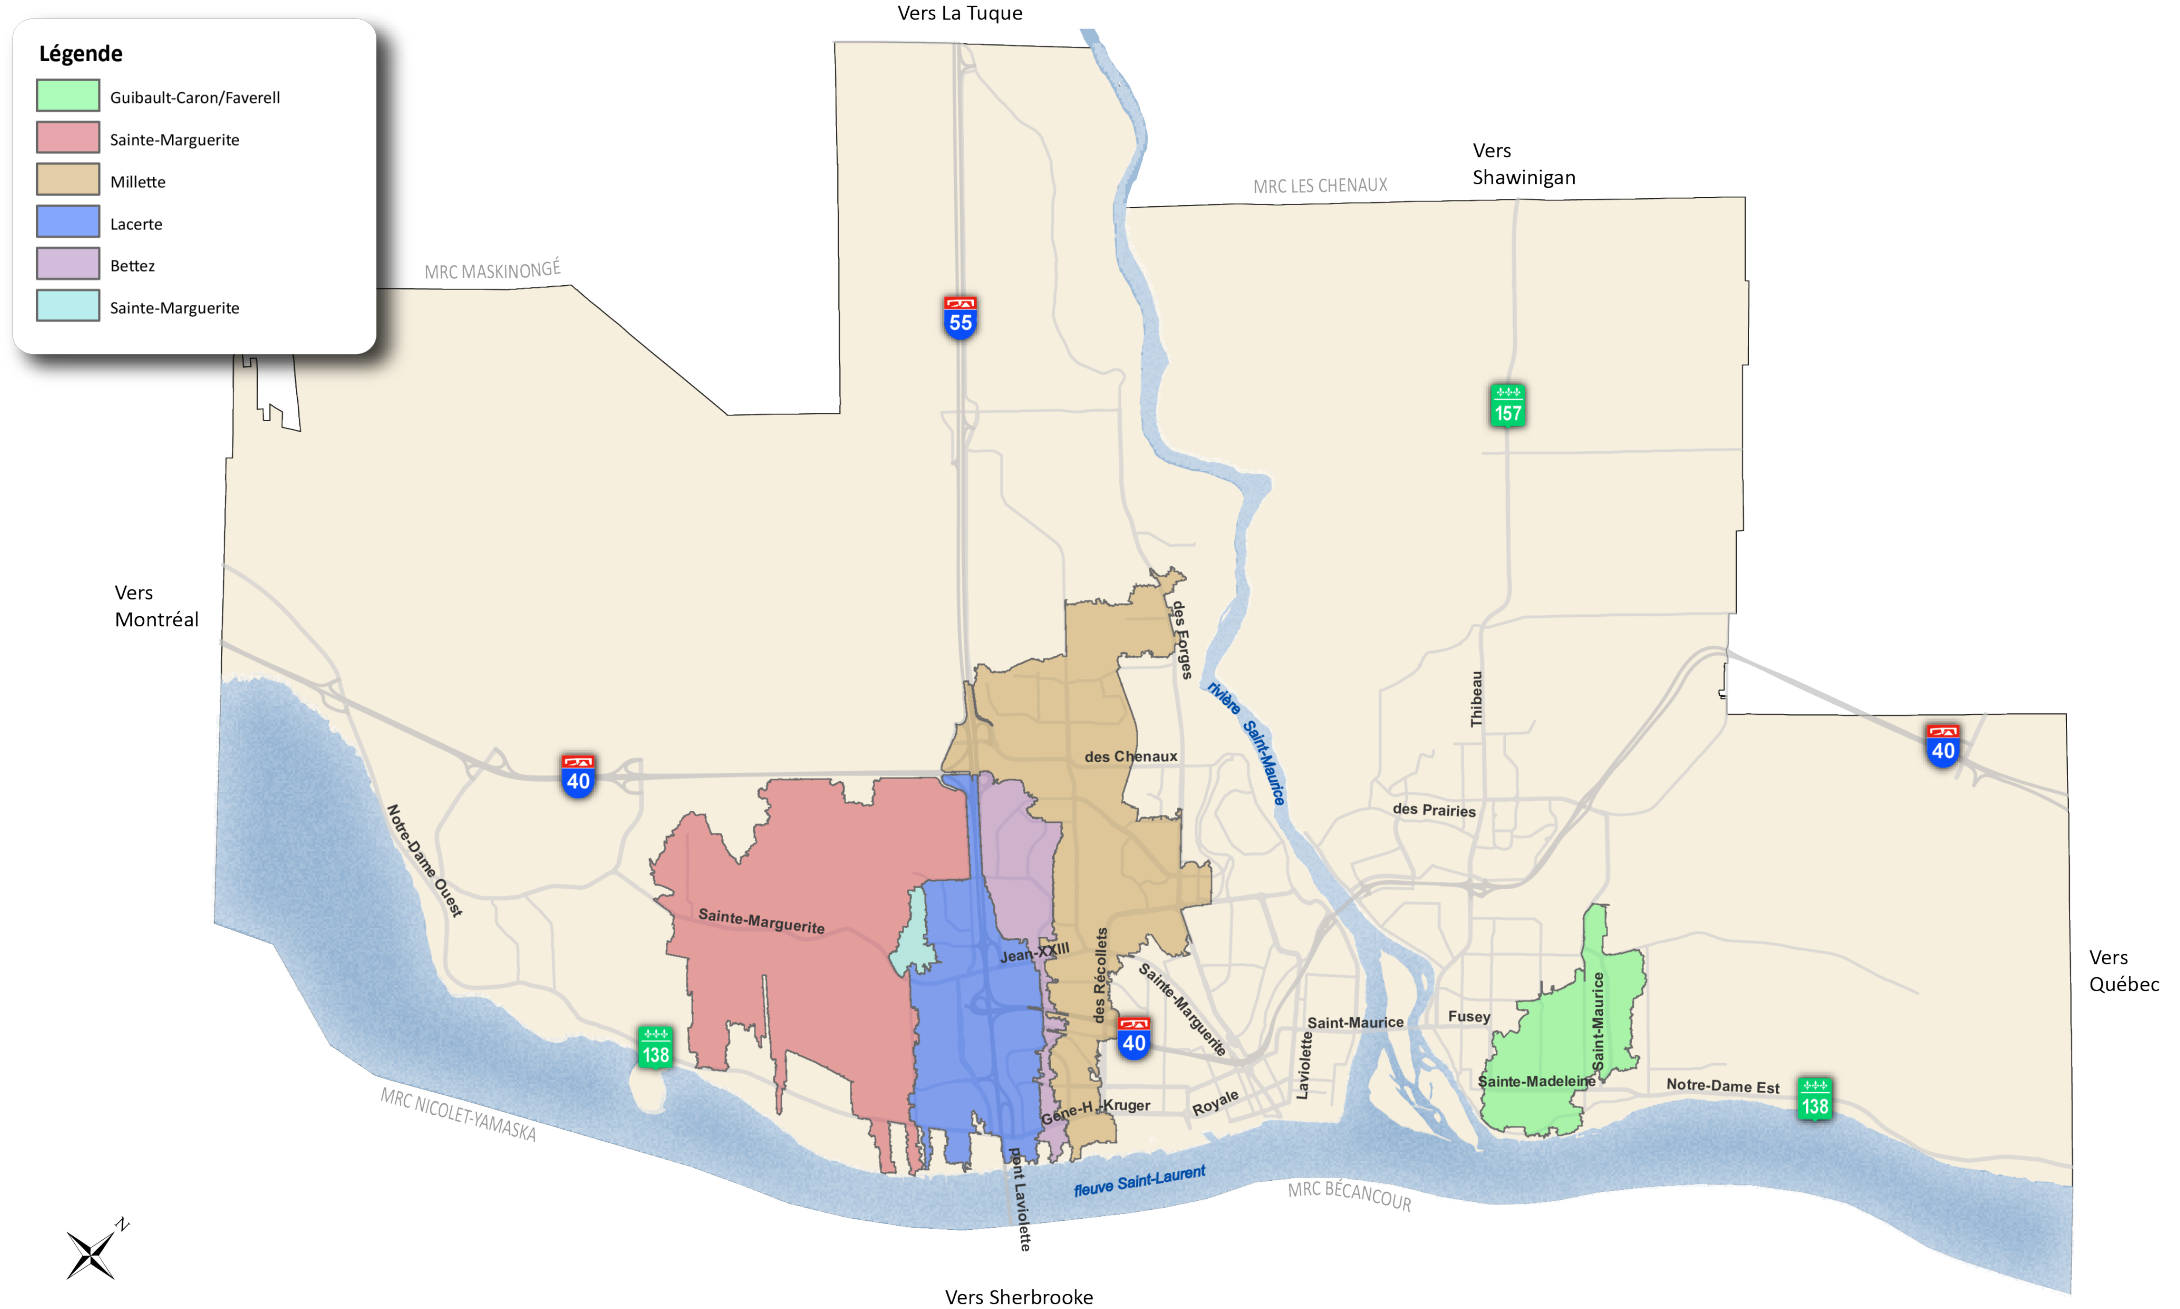 Vers La Tuque
Légende
Guibault-Caron/Faverell
Sainte-Marguerite
Millette
Lacerte
Bettez
Sainte-Marguerite
MRC MASKINONGÉ
MRC LES CHENAUX
Vers
Shawinigan
55
157
Vers
Montréal
des Forges
rivière Saint-Maurice
Thibeau
des Chenaux
40
40
des Prairies
Notre-Dame Ouest
Sainte-Marguerite
Jean-XXIII
des Récollets
Sainte-Marguerite
Vers
Québec
138
40
Saint-Maurice
Fusey
Saint-Maurice
Laviolette
Sainte-Madeleine
Notre-Dame Est
138
Gene-H.-Kruger
Royale
MRC NICOLET-YAMASKA
pont Laviolette
fleuve Saint-Laurent
MRC BÉCANCOUR
N
Vers Sherbrooke